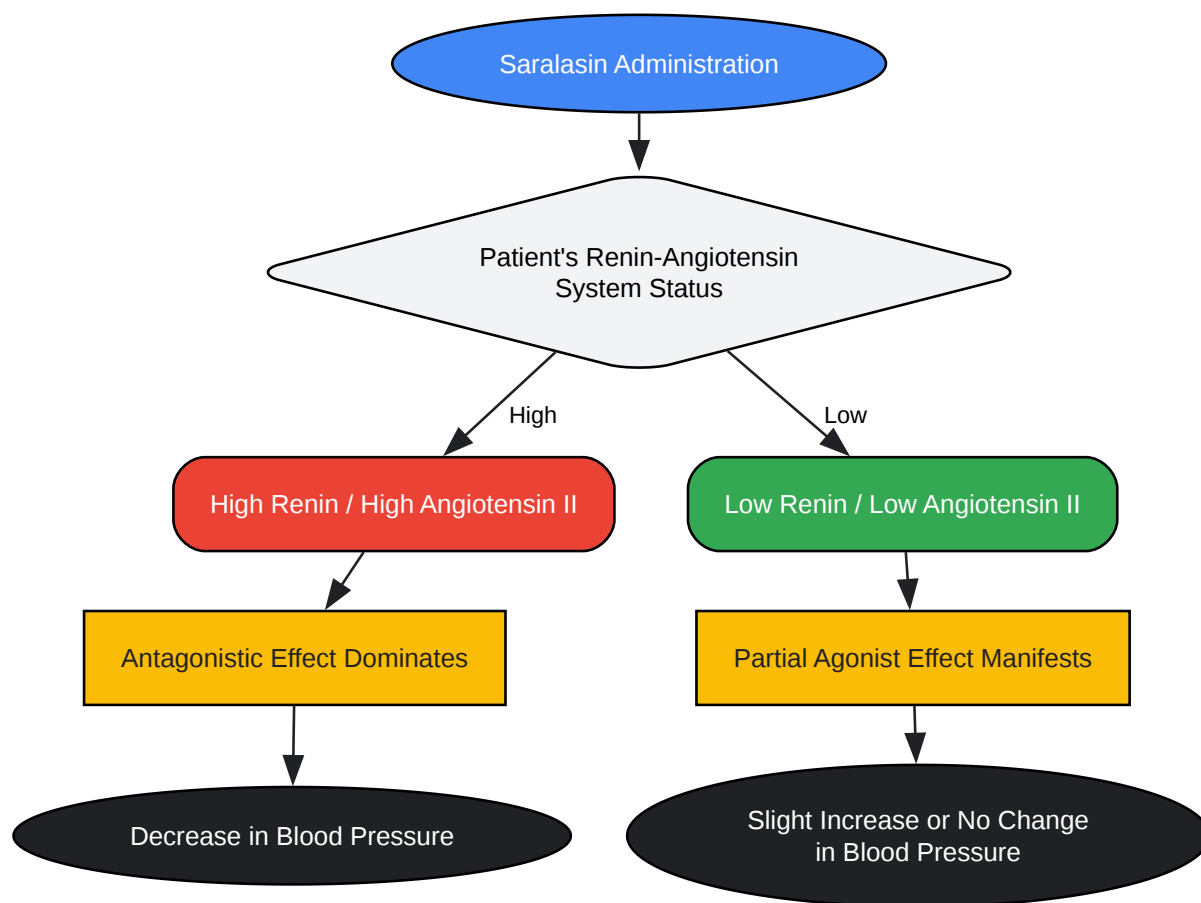 Saralasin Administration
Patient's Renin-Angiotensin
System Status
High
Low
High Renin / High Angiotensin II
Low Renin / Low Angiotensin II
Antagonistic Effect Dominates
Partial Agonist Effect Manifests
Decrease in Blood Pressure
Slight Increase or No Change
in Blood Pressure